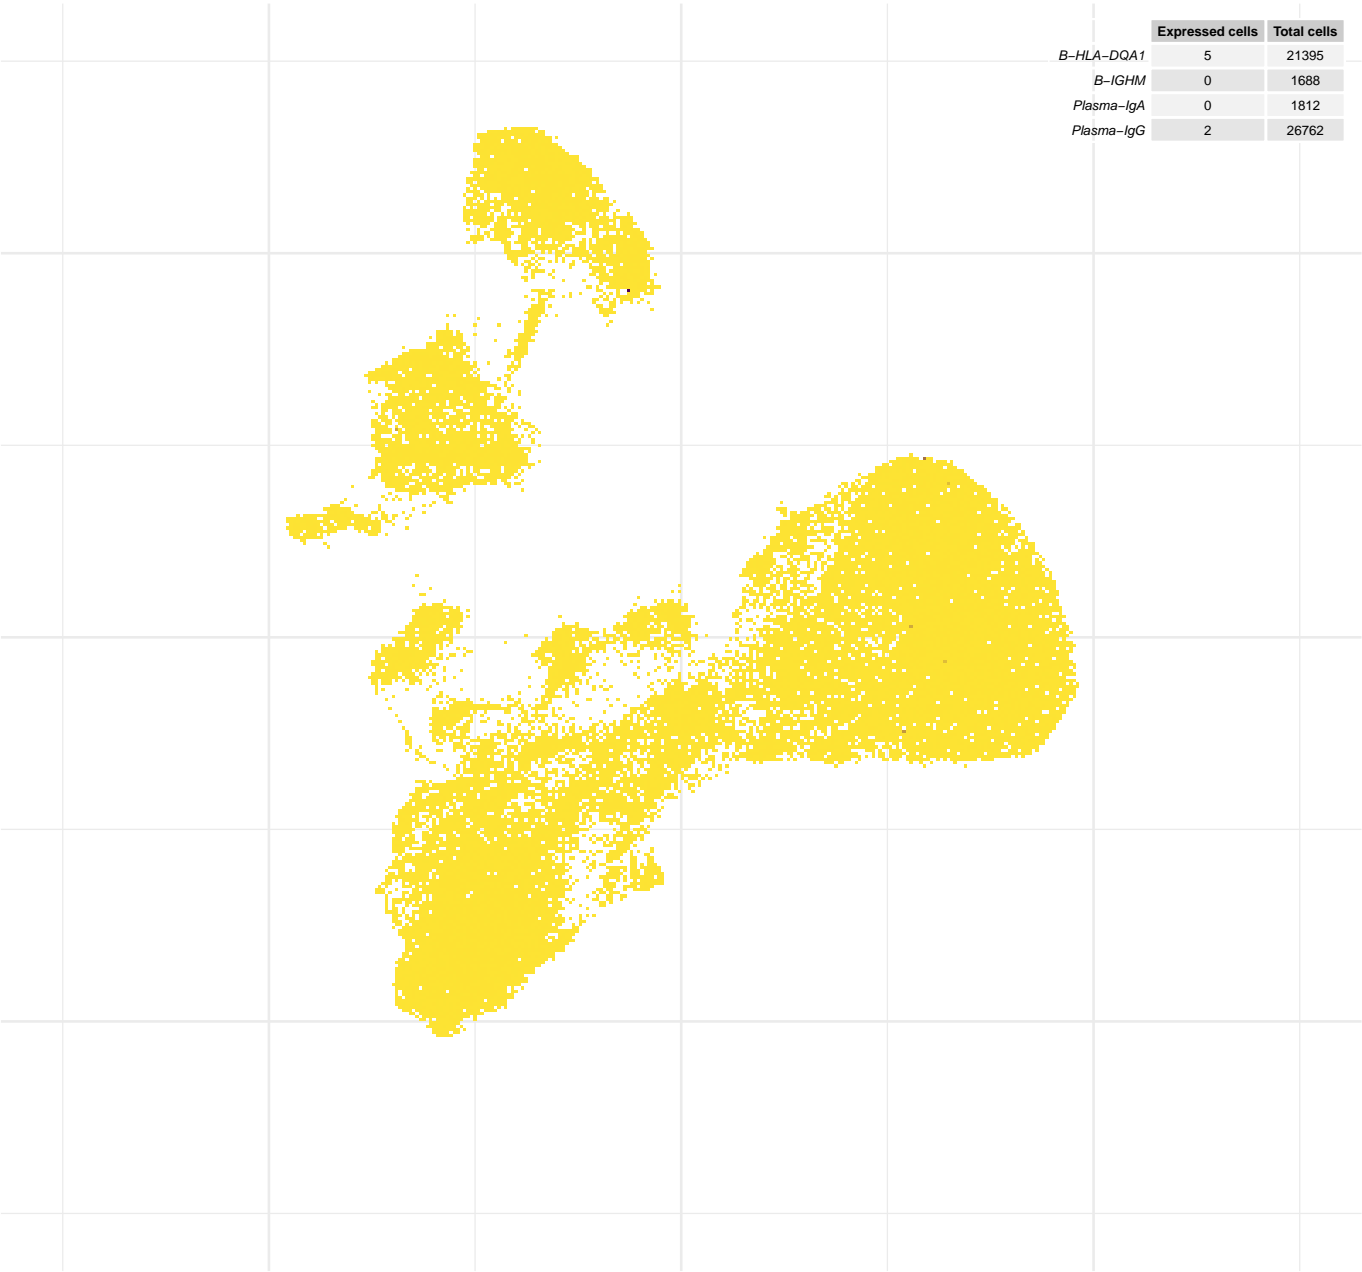 Expressed cells Total cells
B−HLA−DQA1 5 21395
B−IGHM 0 1688
Plasma−IgA 0 1812
Plasma−IgG 2 26762